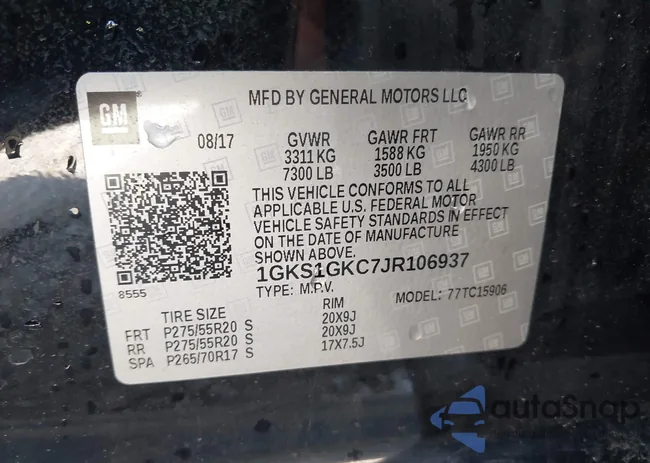 GM
MFD BY GENERAL MOTORS LLC
08/17 GVWR GAWR FRT GAWR RR
3311 KG 1588 KG 1950 KG
7300 LB 3500 LB 4300 LB
THIS VEHICLE CONFORMS TO ALL
APPLICABLE U.S. FEDERAL MOTOR
VEHICLE SAFETY STANDARDS IN EFFECT
ON THE DATE OF MANUFACTURE
1GKS1GKC7JR106937
8555 TYPE: M.P.V. MODEL: 77TC15906
TIRE SIZE RIM
FRT P275/55R20 S 20X9J
RR P275/55R20 S 20X9J
SPA P265/70R17 S 17X7.5J
autoSnap